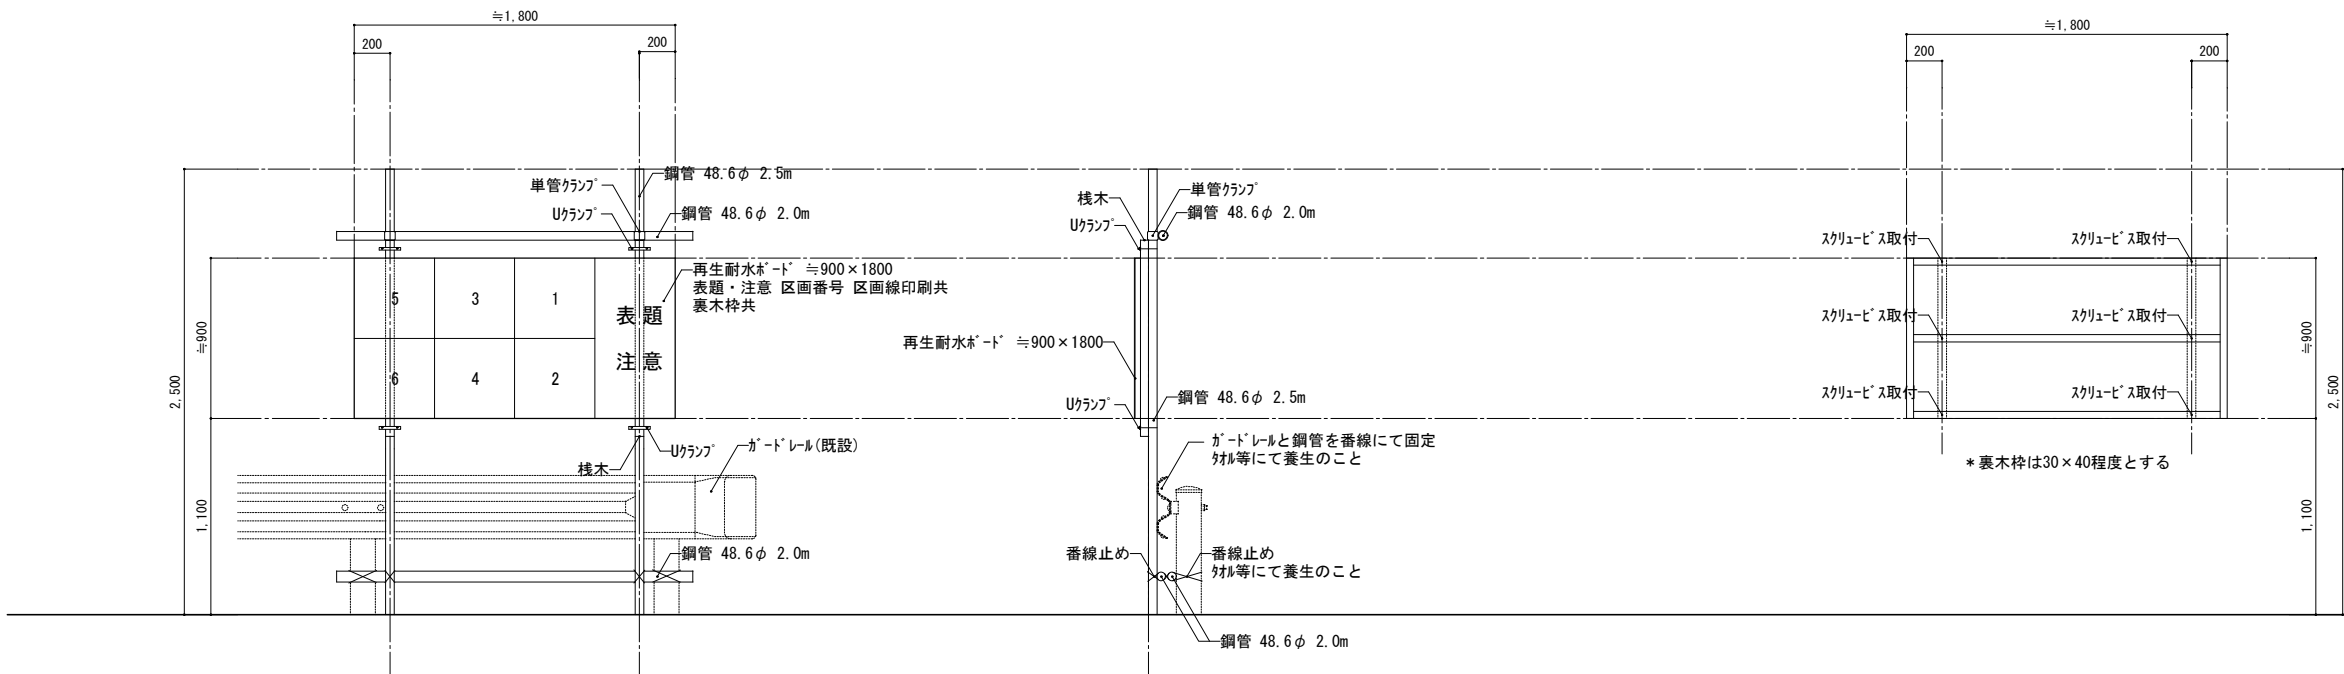 ≒1,800
200
200
鋼管 48.6φ 2.5m
単管クランプ
Uクランプ
鋼管 48.6φ 2.0m
再生耐水ボード ≒900×1800
表題・注意 区画番号 区画線印刷共
裏木枠共
5
3
1
表題
注意
6
4
2
≒900
2,500
1,100
Uクランプ
桟木
ガードレール(既設)
鋼管 48.6φ 2.0m
単管クランプ
桟木
鋼管 48.6φ 2.0m
Uクランプ
再生耐水ボード ≒900×1800
Uクランプ
鋼管 48.6φ 2.5m
ガードレールと鋼管を番線にて固定
タオル等にて養生のこと
番線止め
番線止め
タオル等にて養生のこと
鋼管 48.6φ 2.0m
≒1,800
200
200
スクリュービス取付
スクリュービス取付
スクリュービス取付
スクリュービス取付
スクリュービス取付
スクリュービス取付
*裏木枠は30×40程度とする
≒900
2,500
1,100